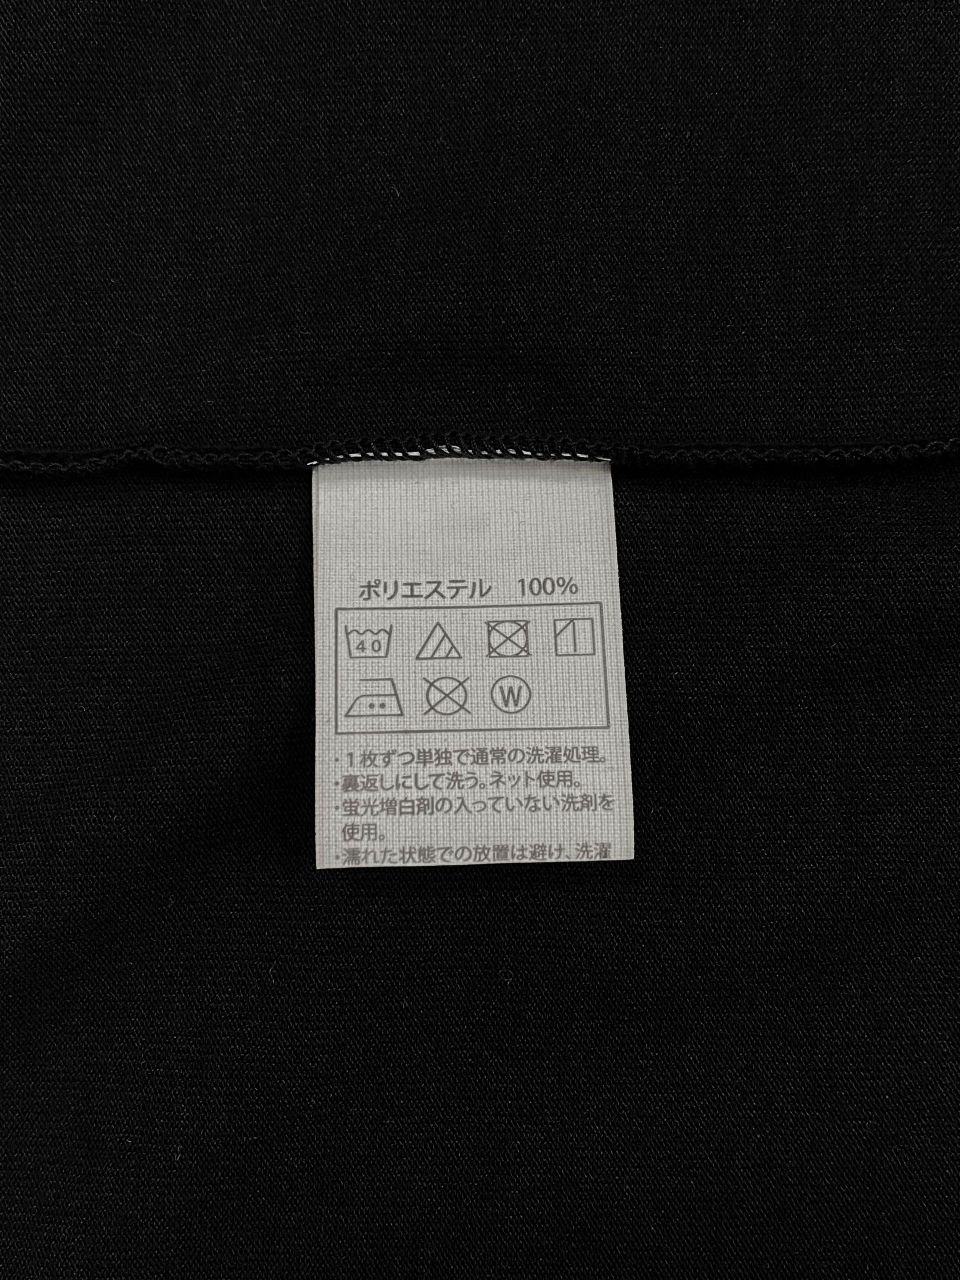 ポリエステル 100%
40
W
・1枚ずつ単独で通常の洗濯処理。
・裏返しにして洗う。ネット使用。
・蛍光増白剤の入っていない洗剤を
使用。
・濡れた状態での放置は避け、洗濯